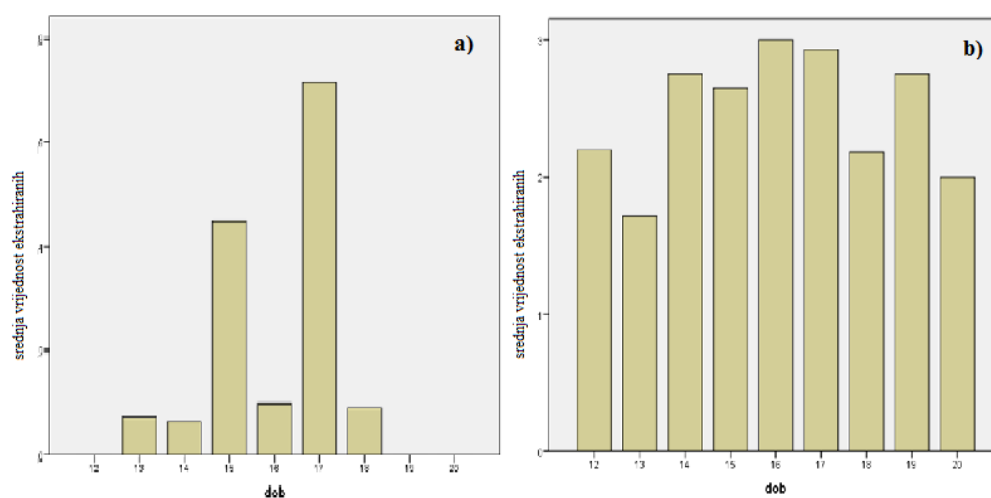 a)
srednja vrijednost ekstrahiranih
12 13 14 15 16 17 18 19 20
dob
b)
srednja vrijednost ekstrahiranih
3
2
1
0
12 13 14 15 16 17 18 19 20
dob